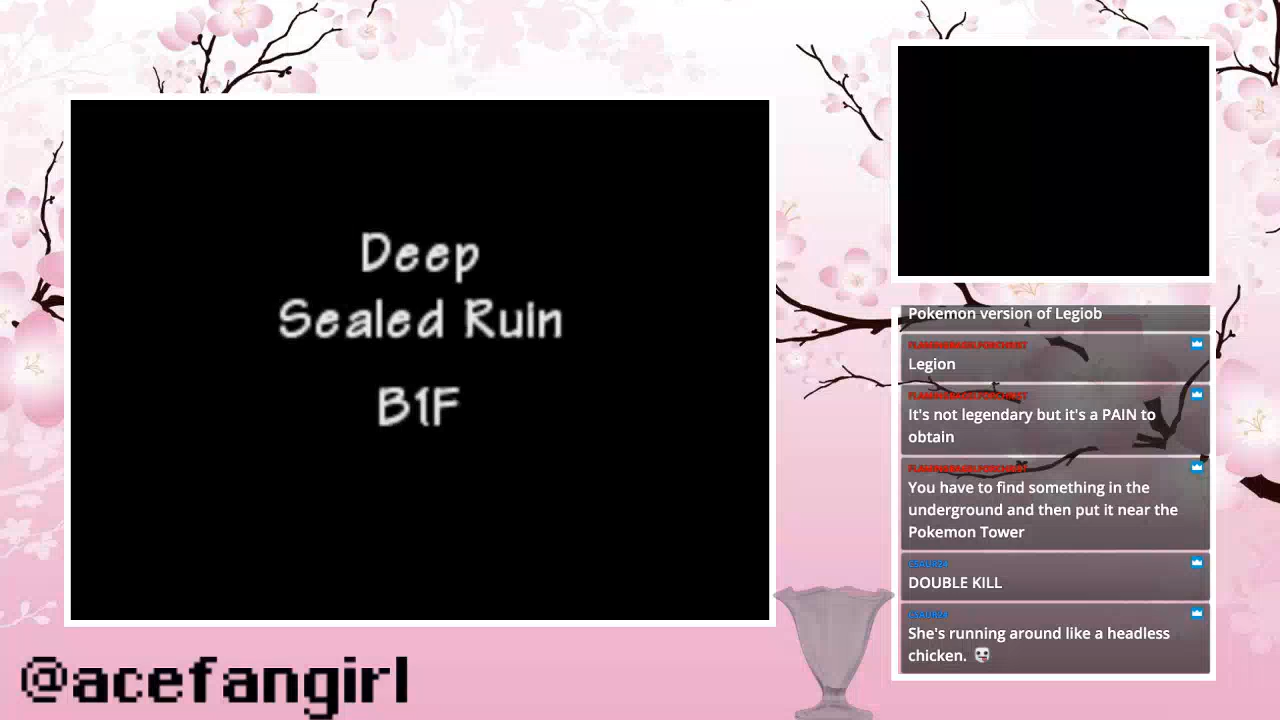 Deep
Sealed Ruin
B1F
Pokemon version of Legiob
Legion
It's not legendary but it's a PAIN to
obtain
You have to find something in the
underground and then put it near the
Pokemon Tower
DOUBLE KILL
She's running around like a headless
chicken.
@acefangirl